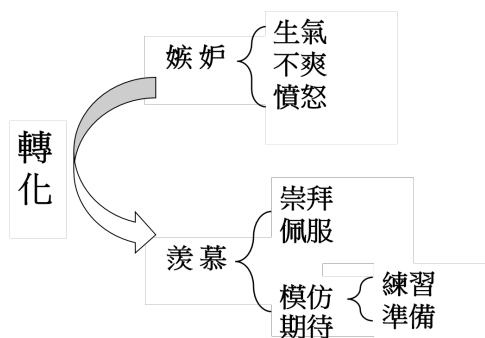 轉化
嫉妒
生氣
不爽
憤怒
羨慕
崇拜
佩服
模仿
期待
練習
準備